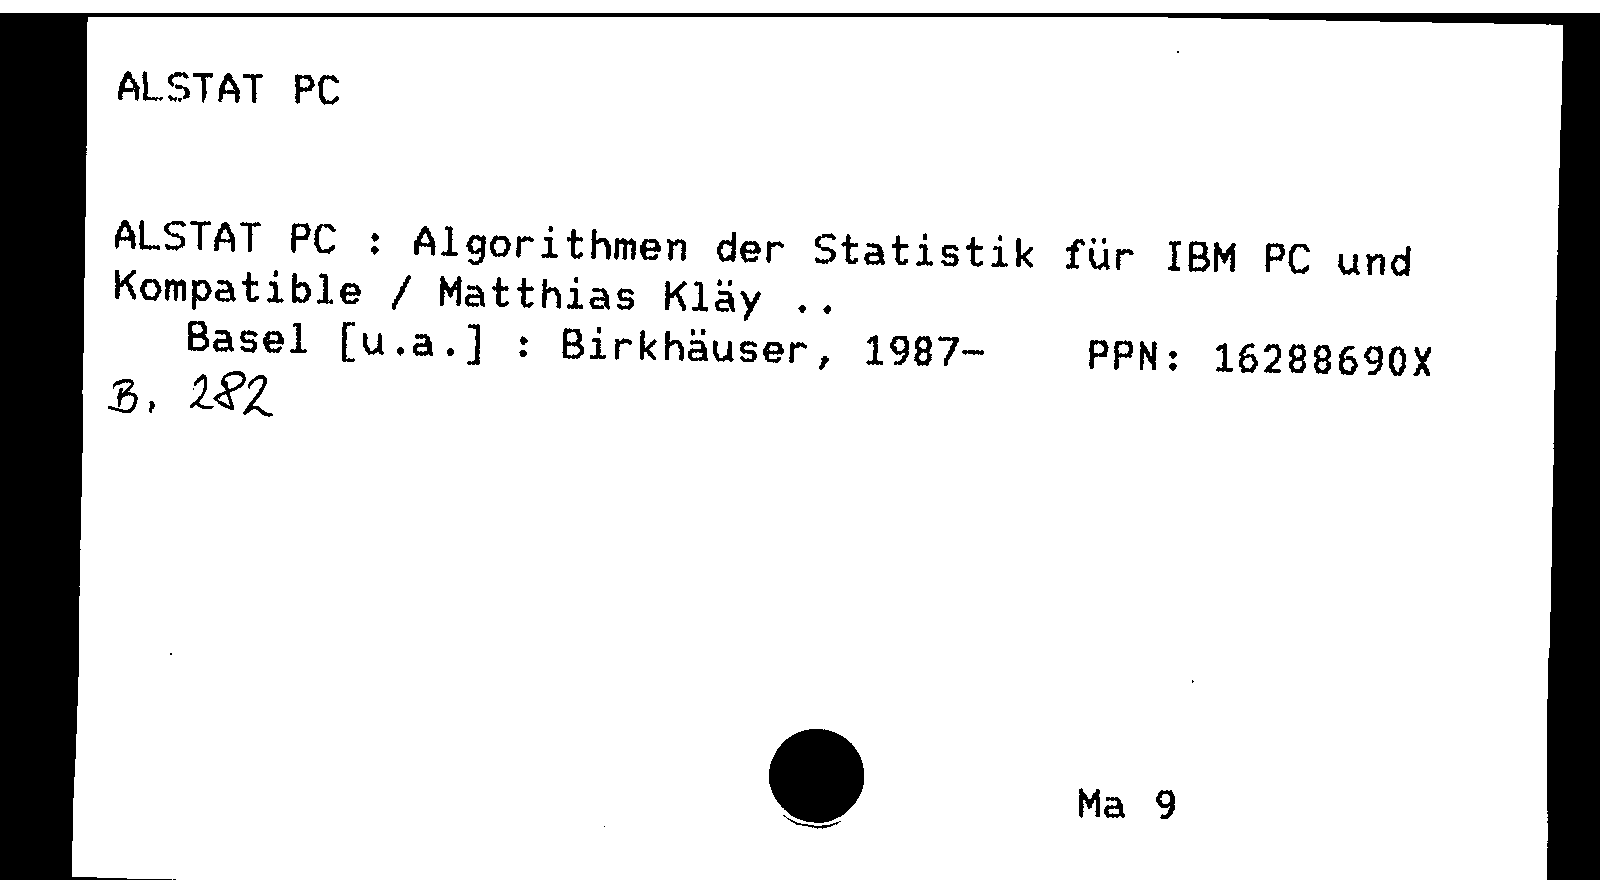 ALSTAT PC
ALSTAT PC : Algorithmen der Statistik für IBM PC und
Kompatible / Matthias Kläy ..
Basel [u.a.] : Birkhäuser, 1987- PPN: 16288690X
B. 282
Ma 9